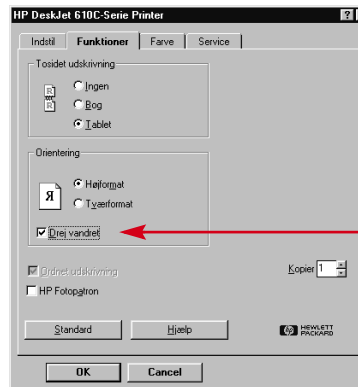 HP DeskJet 610C-Serie Printer
Indstil Funktioner Farve Service
Tosidet udskrivning
Ingen
Bog
Tablet
Orientering
Højformat
Tværformat
Drej vandret
Ordnet udskrivning
Kopier 1
HP Fotopatron
Standard Hjælp
HEWLETT
PACKARD
OK Cancel